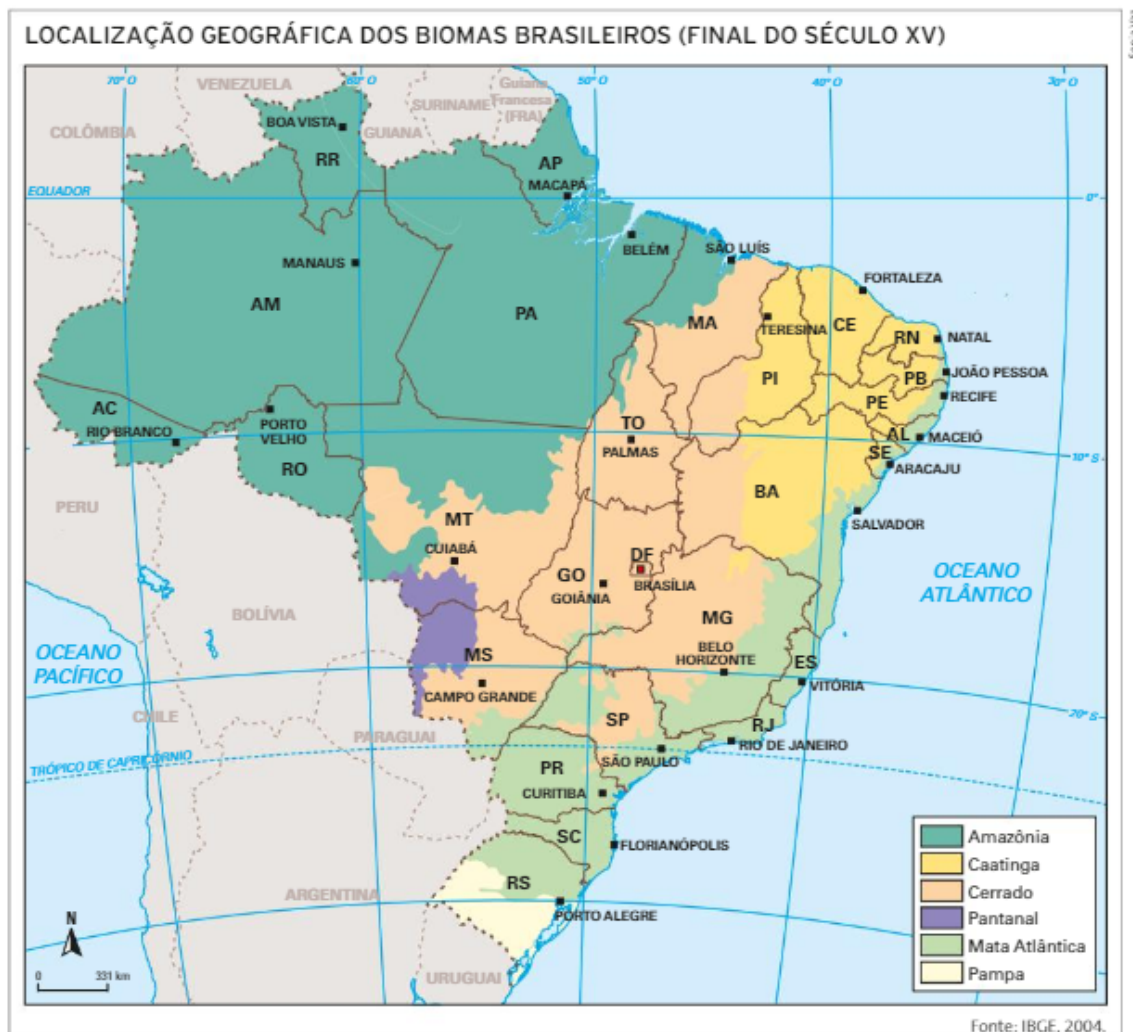 LOCALIZAÇÃO GEOGRÁFICA DOS BIOMAS BRASILEIROS (FINAL DO SÉCULO XV)
70° O
60° O
50° O
40° O
30° O
VENEZUELA
COLÔMBIA
SURINAME
Guiana
Francesa
(FRA)
GUIANA
BOA VISTA
RR
AP
MACAPÁ
EQUADOR
0°
BELÉM
SÃO LUÍS
MANAUS
FORTALEZA
AM
PA
MA
TERESINA
CE
RN
NATAL
PI
PB
JOÃO PESSOA
PE
RECIFE
AC
RIO BRANCO
PORTO
VELHO
TO
PALMAS
AL
MACEIÓ
SE
ARACAJU
10° S
RO
PERU
BA
MT
SALVADOR
CUIABÁ
DF
GO
GOIÂNIA
BRASÍLIA
OCEANO
ATLÂNTICO
BOLÍVIA
MG
OCEANO
PACÍFICO
MS
BELO
HORIZONTE
ES
VITÓRIA
CAMPO GRANDE
CHILE
SP
RJ
20° S
PARAGUAI
RIO DE JANEIRO
TRÓPICO DE CAPRICÓRNIO
SÃO PAULO
PR
CURITIBA
SC
FLORIANÓPOLIS
RS
ARGENTINA
PORTO ALEGRE
URUGUAI
N
0 331 km
Amazônia
Caatinga
Cerrado
Pantanal
Mata Atlântica
Pampa
Fonte: IBGE, 2004.